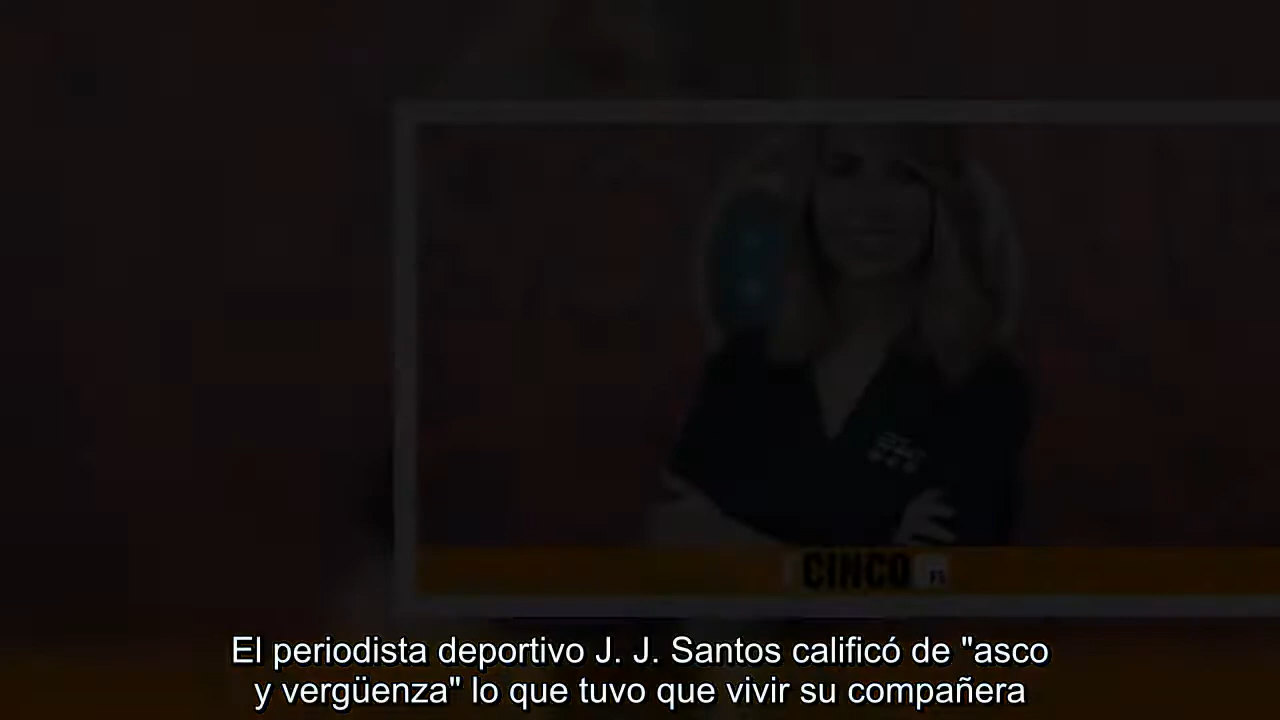 CINCO
El periodista deportivo J. J. Santos calificó de "asco
y vergüenza" lo que tuvo que vivir su compañera